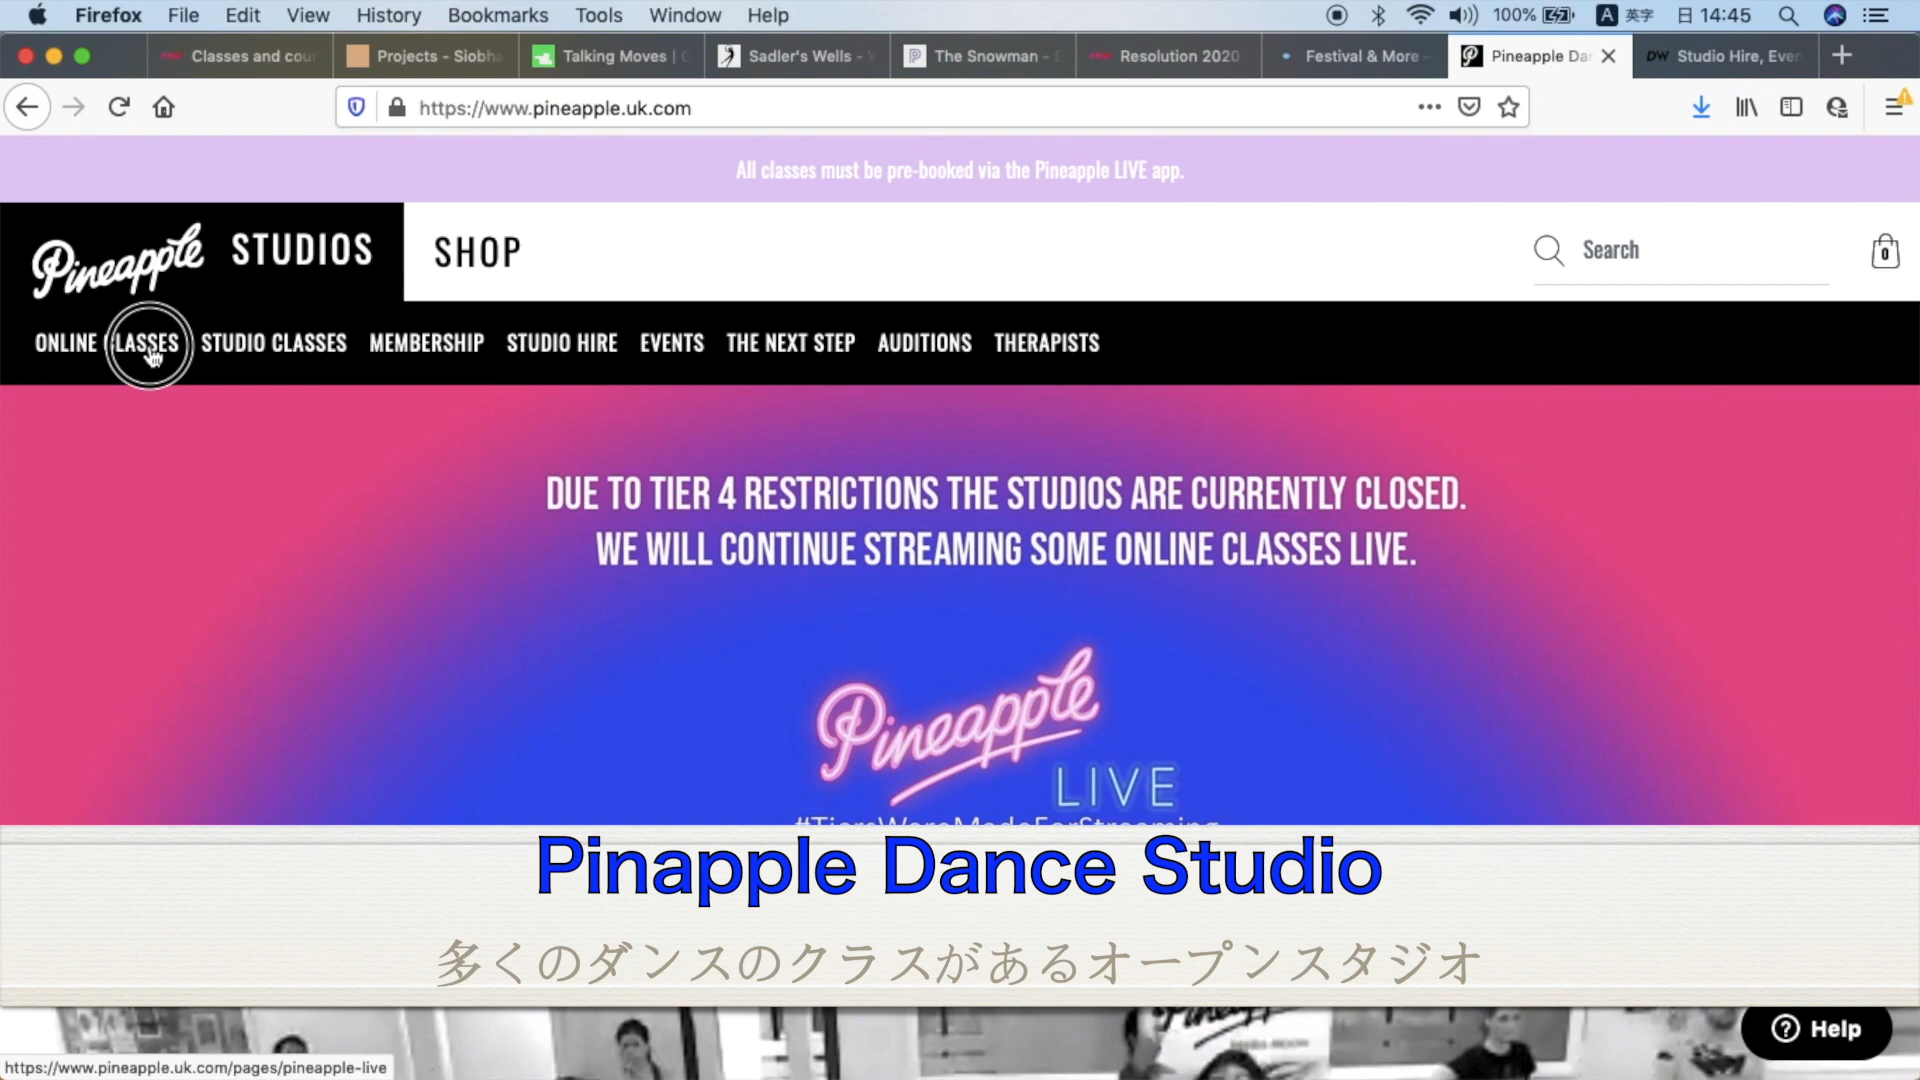 Firefox File Edit View History Bookmarks Tools Window Help 100% A 英字 日 14:45
Classes and cou Projects - Siobha Talking Moves | Sadler's Wells - The Snowman - Resolution 2020 Festival & More - Pineapple Da DW Studio Hire, Even
https://www.pineapple.uk.com
All classes must be pre-booked via the Pineapple LIVE app.
Pineapple STUDIOS SHOP Search 0
ONLINE CLASSES STUDIO CLASSES MEMBERSHIP STUDIO HIRE EVENTS THE NEXT STEP AUDITIONS THERAPISTS
DUE TO TIER 4 RESTRICTIONS THE STUDIOS ARE CURRENTLY CLOSED.
WE WILL CONTINUE STREAMING SOME ONLINE CLASSES LIVE.
Pineapple
LIVE
#TiersWereMadeForStreaming
Pinapple Dance Studio
多くのダンスのクラスがあるオープンスタジオ
Help
https://www.pineapple.uk.com/pages/pineapple-live